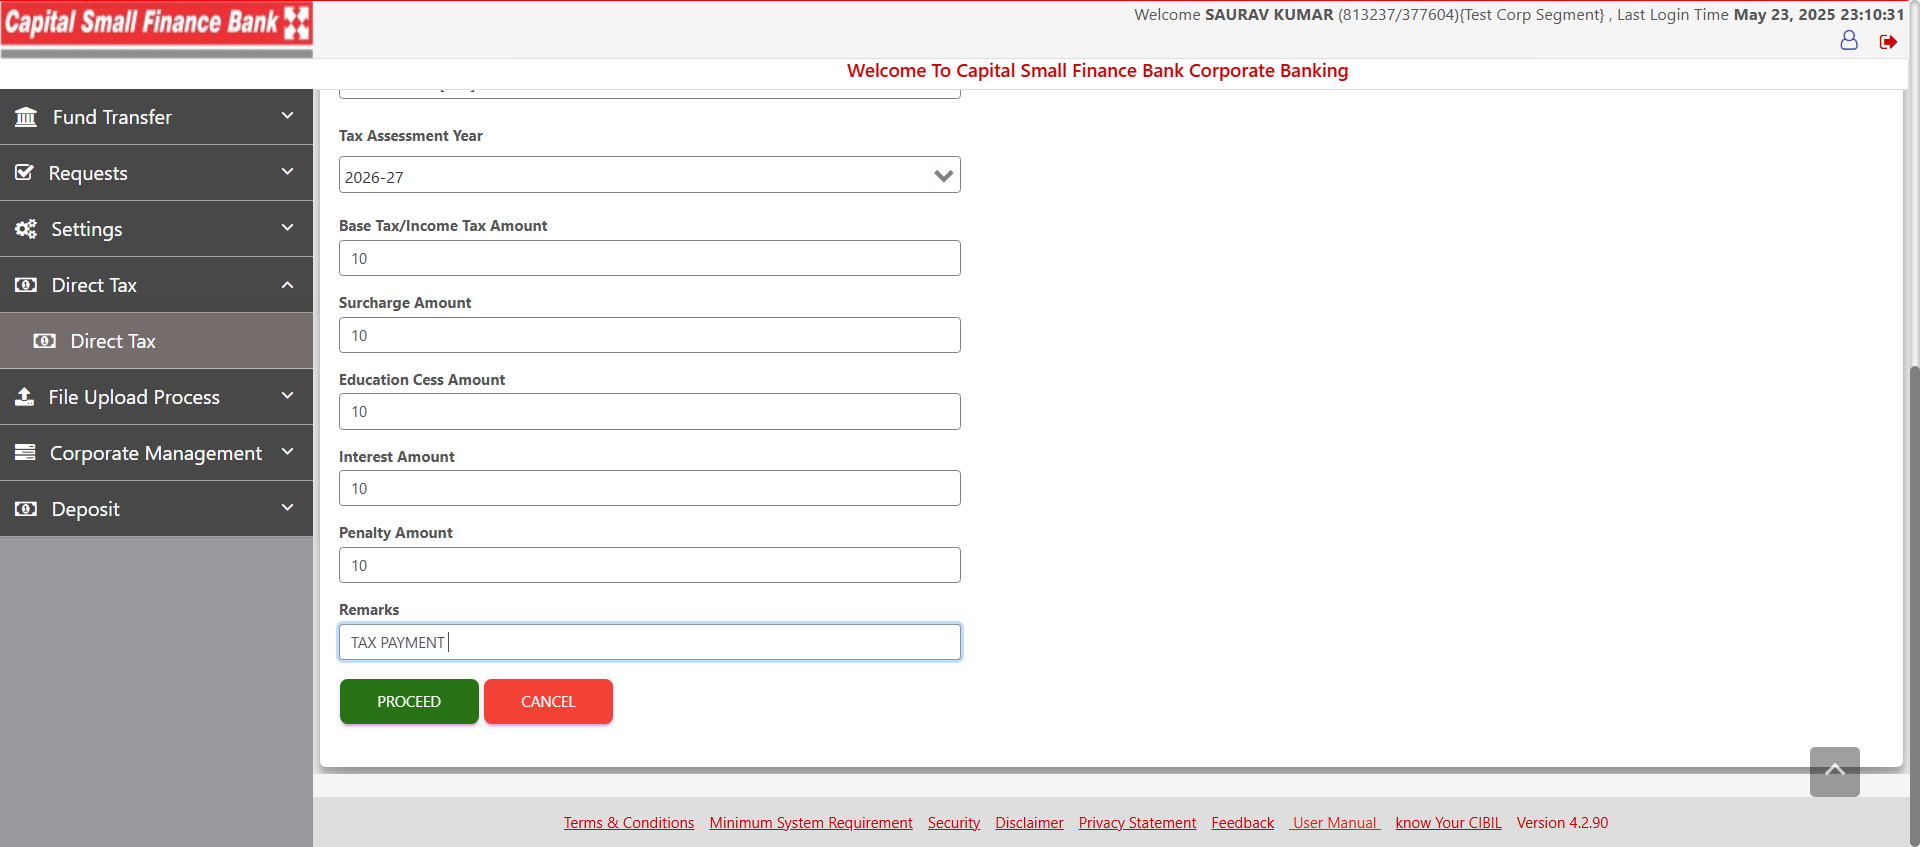 Capital Small Finance Bank
Welcome SAURAV KUMAR (813237/377604){Test Corp Segment} , Last Login Time May 23, 2025 23:10:31
Welcome To Capital Small Finance Bank Corporate Banking
Fund Transfer
Requests
Settings
Direct Tax
Direct Tax
File Upload Process
Corporate Management
Deposit
Tax Assessment Year
2026-27
Base Tax/Income Tax Amount
10
Surcharge Amount
10
Education Cess Amount
10
Interest Amount
10
Penalty Amount
10
Remarks
TAX PAYMENT
PROCEED CANCEL
Terms & Conditions Minimum System Requirement Security Disclaimer Privacy Statement Feedback User Manual know Your CIBIL Version 4.2.90